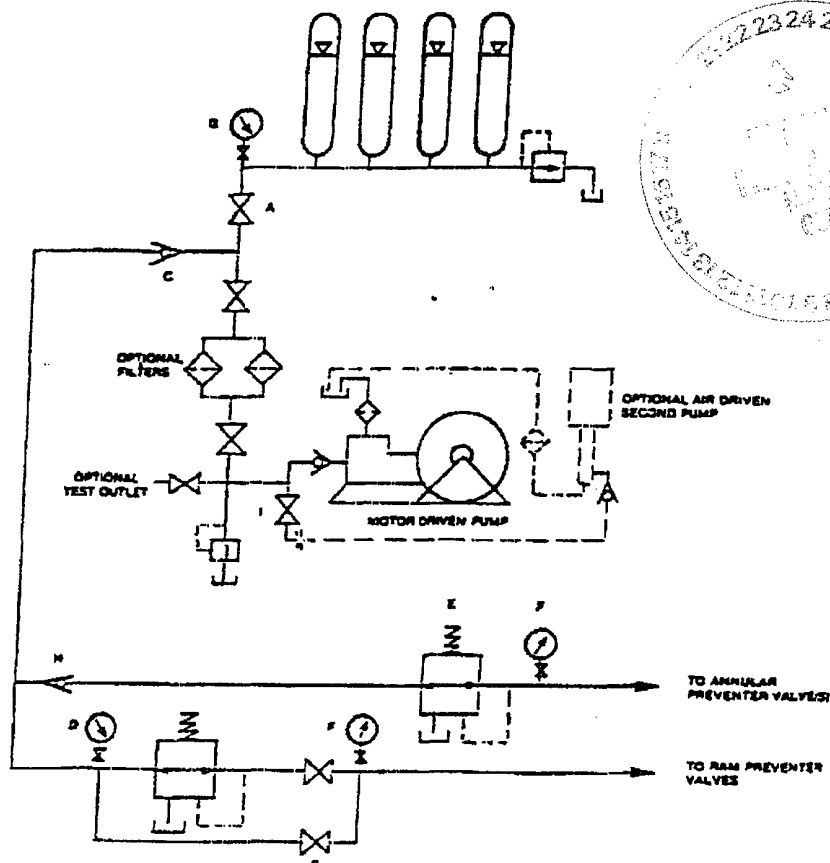 A
C
OPTIONAL
FILTERS
OPTIONAL AIR DRIVEN
SECOND PUMP
OPTIONAL
TEST OUTLET
I
MOTOR DRIVEN PUMP
E
F
H
TO ANNULAR
PREVENTER VALVE(S)
D
F
TO RAM PREVENTER
VALVES